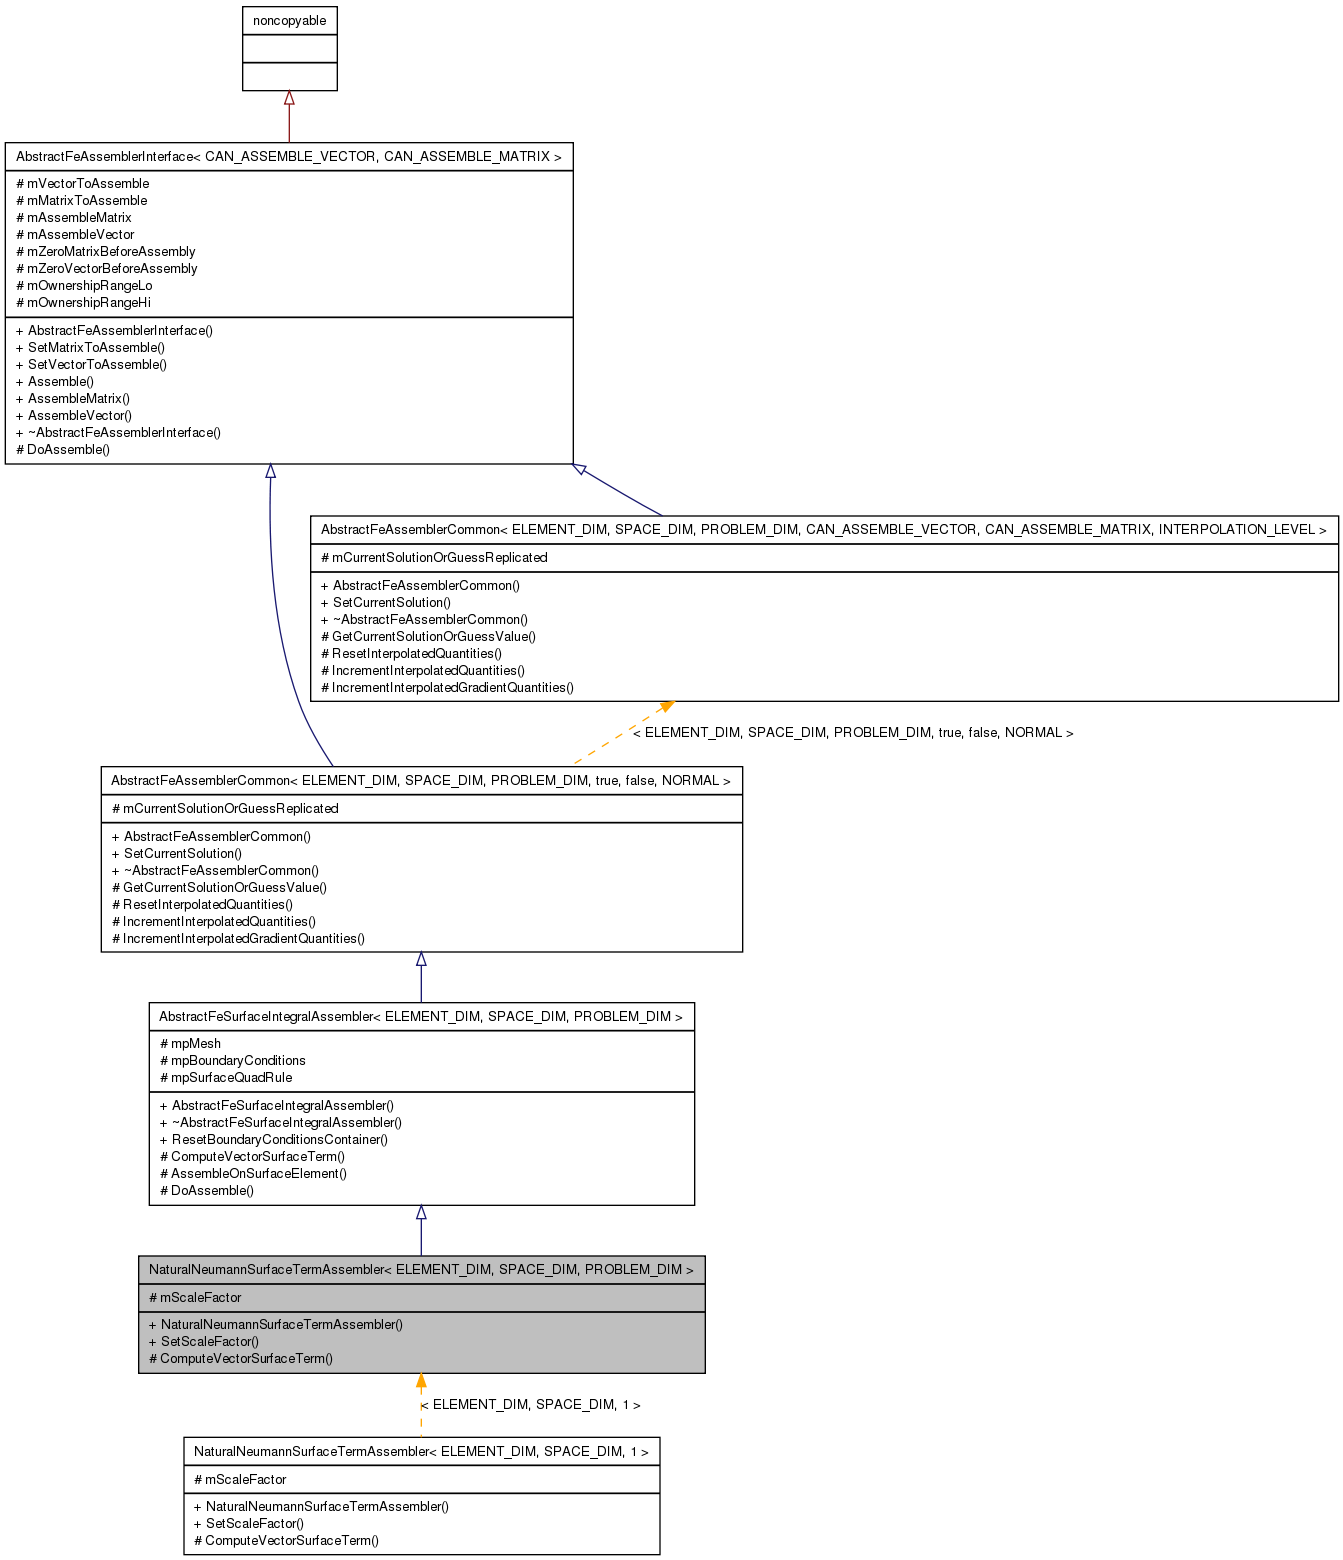 noncopyable
AbstractFeAssemblerInterface< CAN_ASSEMBLE_VECTOR, CAN_ASSEMBLE_MATRIX >
# mVectorToAssemble
# mMatrixToAssemble
# mAssembleMatrix
# mAssembleVector
# mZeroMatrixBeforeAssembly
# mZeroVectorBeforeAssembly
# mOwnershipRangeLo
# mOwnershipRangeHi
+ AbstractFeAssemblerInterface()
+ SetMatrixToAssemble()
+ SetVectorToAssemble()
+ Assemble()
+ AssembleMatrix()
+ AssembleVector()
+ ~AbstractFeAssemblerInterface()
# DoAssemble()
AbstractFeAssemblerCommon< ELEMENT_DIM, SPACE_DIM, PROBLEM_DIM, CAN_ASSEMBLE_VECTOR, CAN_ASSEMBLE_MATRIX, INTERPOLATION_LEVEL >
# mCurrentSolutionOrGuessReplicated
+ AbstractFeAssemblerCommon()
+ SetCurrentSolution()
+ ~AbstractFeAssemblerCommon()
# GetCurrentSolutionOrGuessValue()
# ResetInterpolatedQuantities()
# IncrementInterpolatedQuantities()
# IncrementInterpolatedGradientQuantities()
< ELEMENT_DIM, SPACE_DIM, PROBLEM_DIM, true, false, NORMAL >
AbstractFeAssemblerCommon< ELEMENT_DIM, SPACE_DIM, PROBLEM_DIM, true, false, NORMAL >
# mCurrentSolutionOrGuessReplicated
+ AbstractFeAssemblerCommon()
+ SetCurrentSolution()
+ ~AbstractFeAssemblerCommon()
# GetCurrentSolutionOrGuessValue()
# ResetInterpolatedQuantities()
# IncrementInterpolatedQuantities()
# IncrementInterpolatedGradientQuantities()
AbstractFeSurfaceIntegralAssembler< ELEMENT_DIM, SPACE_DIM, PROBLEM_DIM >
# mpMesh
# mpBoundaryConditions
# mpSurfaceQuadRule
+ AbstractFeSurfaceIntegralAssembler()
+ ~AbstractFeSurfaceIntegralAssembler()
+ ResetBoundaryConditionsContainer()
# ComputeVectorSurfaceTerm()
# AssembleOnSurfaceElement()
# DoAssemble()
NaturalNeumannSurfaceTermAssembler< ELEMENT_DIM, SPACE_DIM, PROBLEM_DIM >
# mScaleFactor
+ NaturalNeumannSurfaceTermAssembler()
+ SetScaleFactor()
# ComputeVectorSurfaceTerm()
< ELEMENT_DIM, SPACE_DIM, 1 >
NaturalNeumannSurfaceTermAssembler< ELEMENT_DIM, SPACE_DIM, 1 >
# mScaleFactor
+ NaturalNeumannSurfaceTermAssembler()
+ SetScaleFactor()
# ComputeVectorSurfaceTerm()